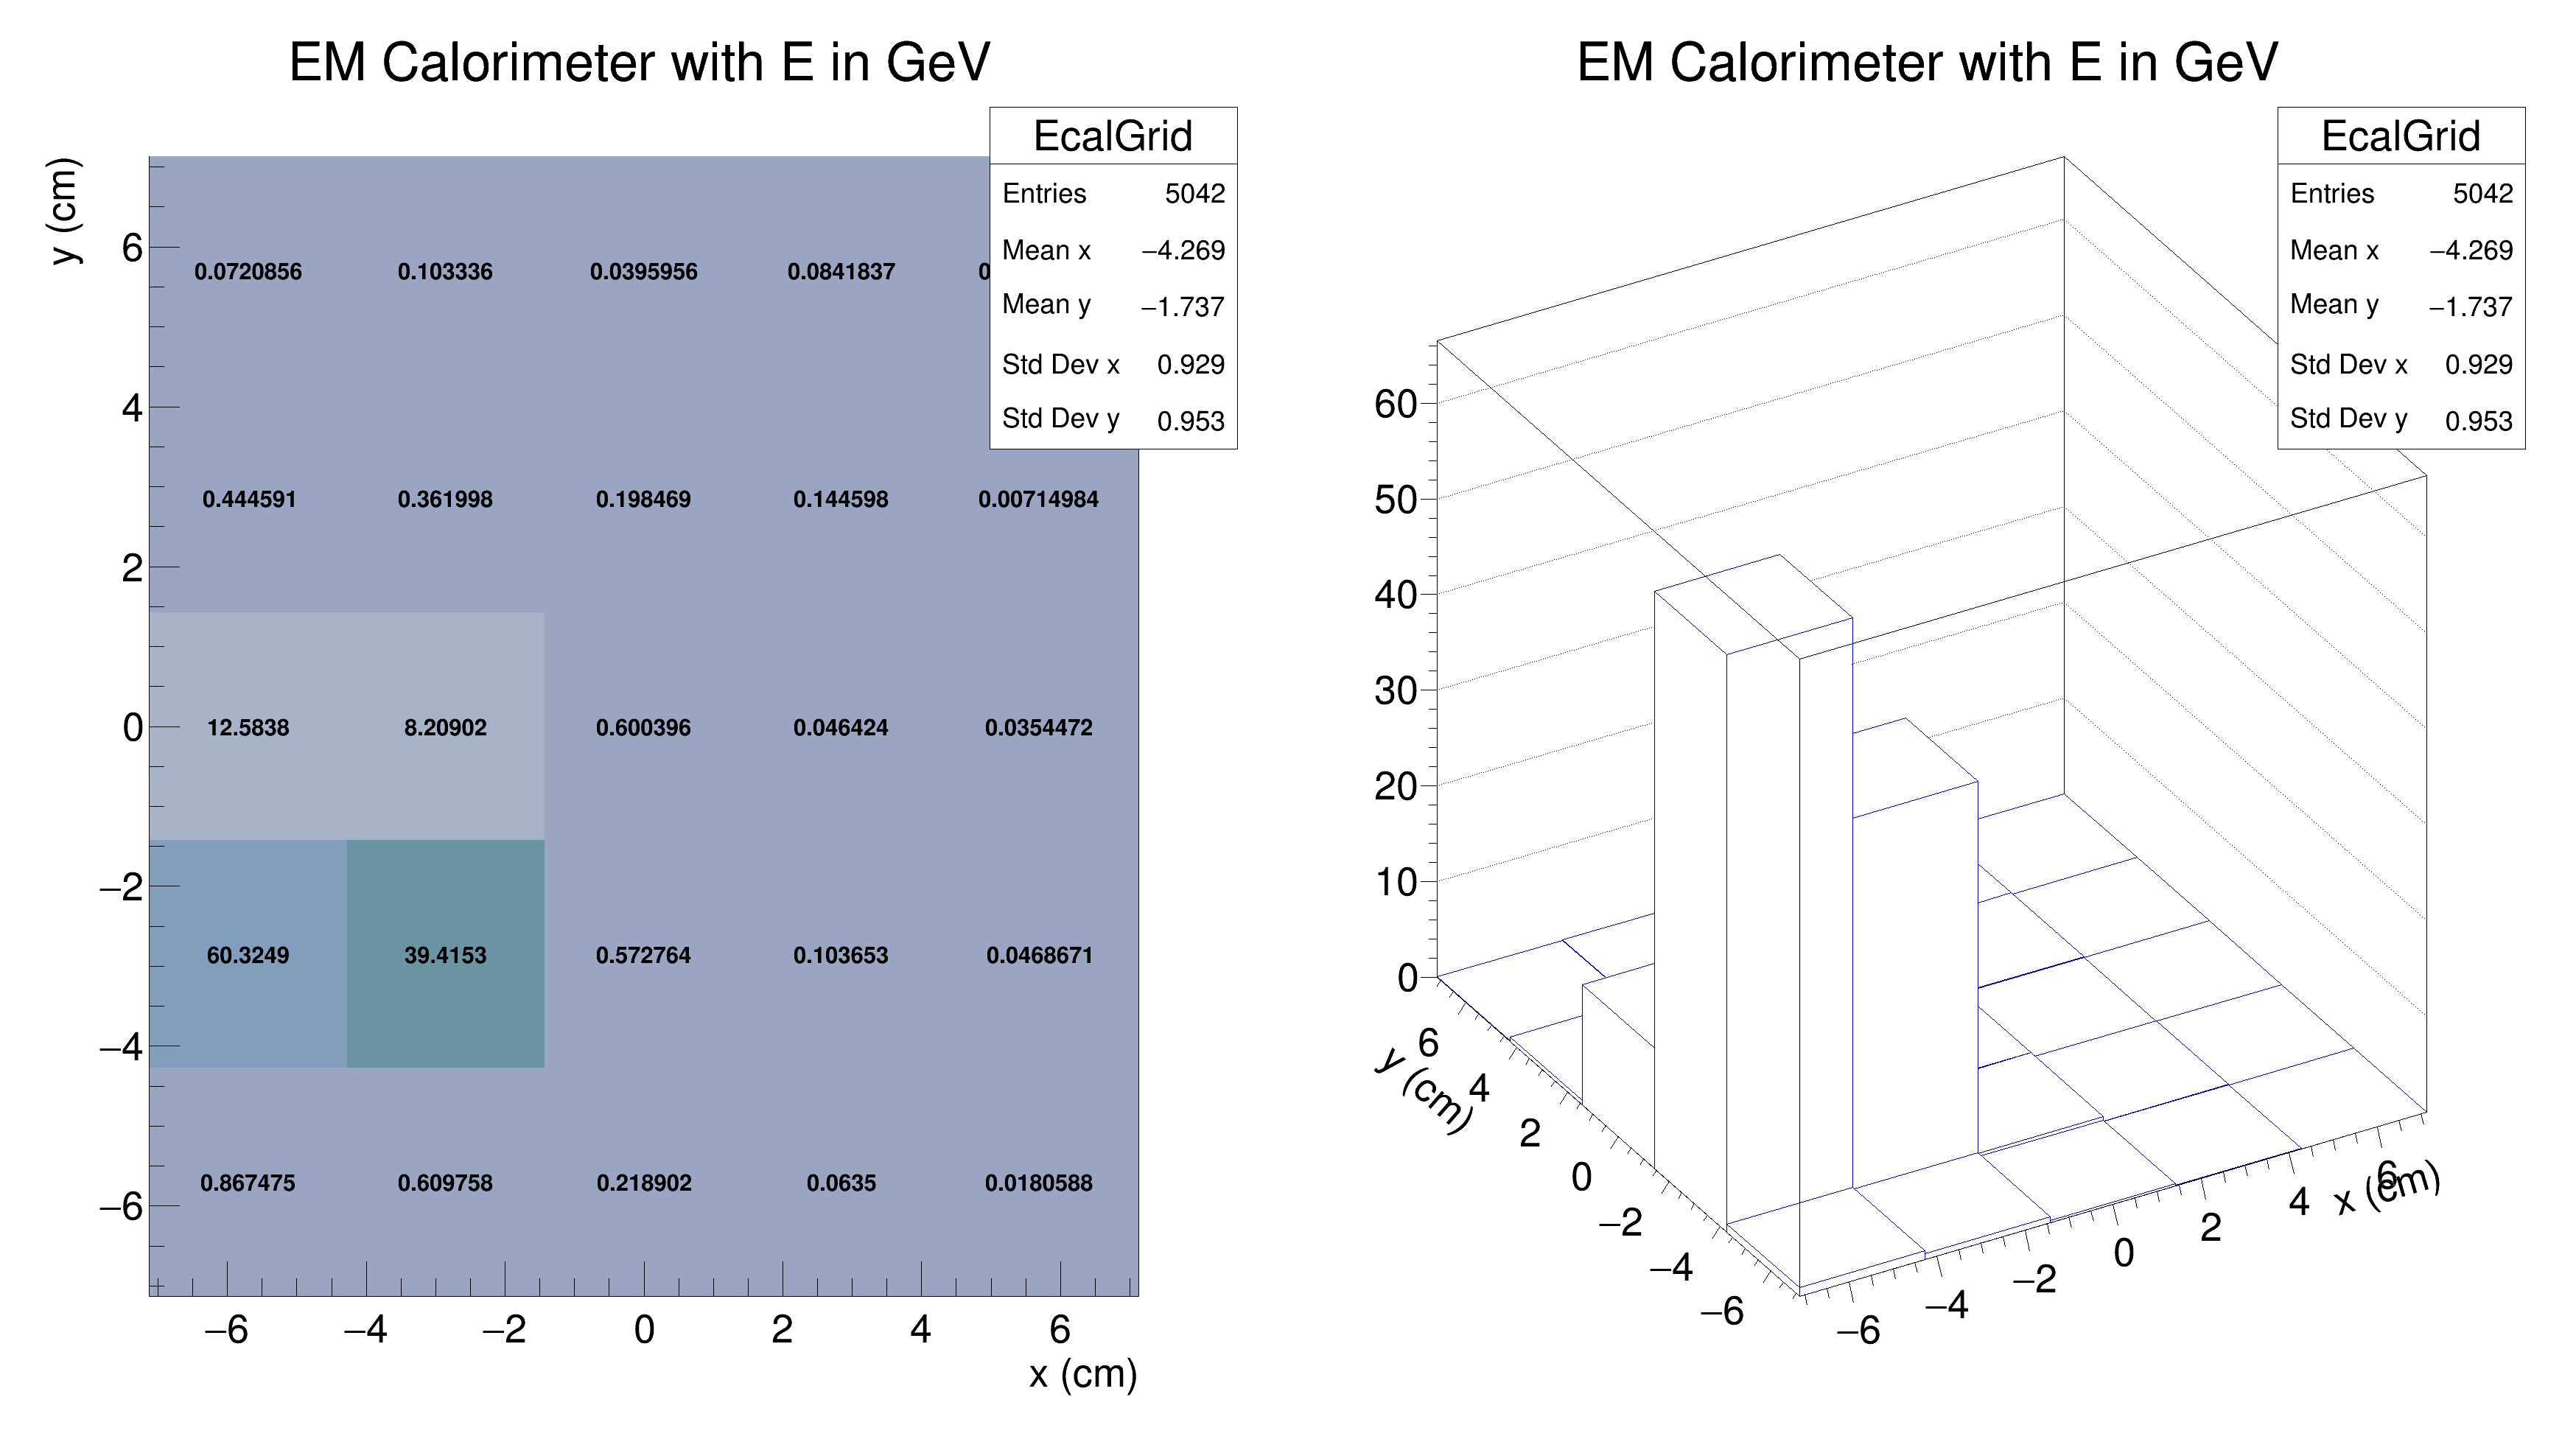 EM Calorimeter with E in GeV
EcalGrid
Entries 5042
Mean x −4.269
Mean y −1.737
Std Dev x 0.929
Std Dev y 0.953
y (cm)
6
4
2
0
−2
−4
−6
0.0720856 0.103336 0.0395956 0.0841837 0
0.444591 0.361998 0.198469 0.144598 0.00714984
12.5838 8.20902 0.600396 0.046424 0.0354472
60.3249 39.4153 0.572764 0.103653 0.0468671
0.867475 0.609758 0.218902 0.0635 0.0180588
−6 −4 −2 0 2 4 6
x (cm)
EM Calorimeter with E in GeV
EcalGrid
Entries 5042
Mean x −4.269
Mean y −1.737
Std Dev x 0.929
Std Dev y 0.953
60
50
40
30
20
10
0
y (cm)
6
4
2
0
−2
−4
−6
−6
−4
−2
0
2
4
6
x (cm)